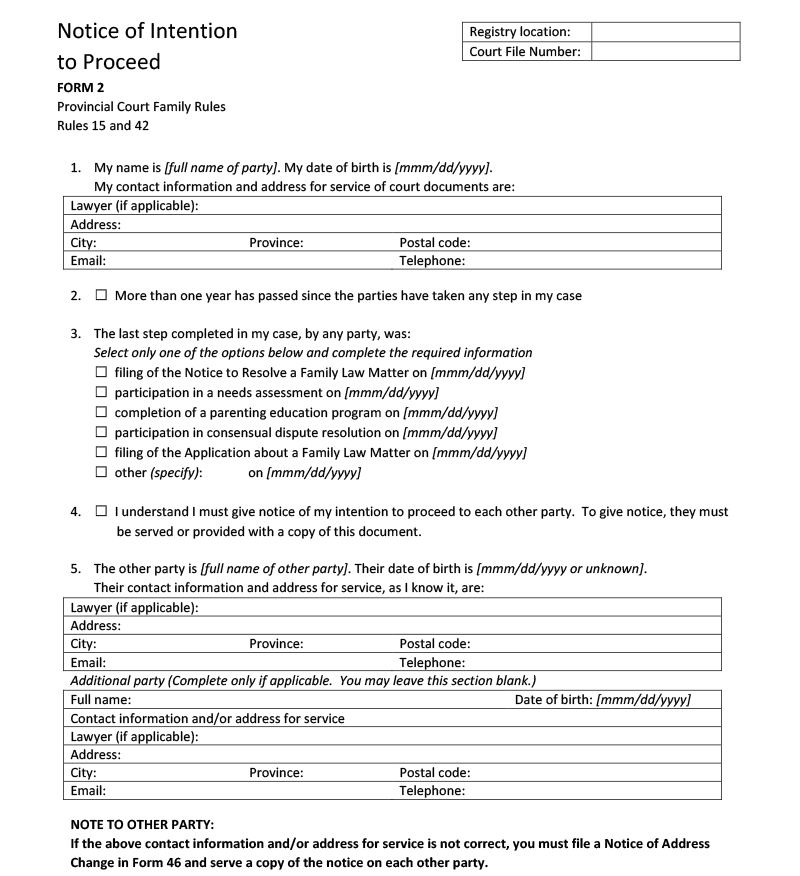 Notice of Intention
to Proceed
FORM 2
Provincial Court Family Rules
Rules 15 and 42
Registry location:
Court File Number:
1. My name is [full name of party]. My date of birth is [mmm/dd/yyyy].
My contact information and address for service of court documents are:
Lawyer (if applicable):
Address:
City: Province: Postal code:
Email: Telephone:
2. ☐ More than one year has passed since the parties have taken any step in my case
3. The last step completed in my case, by any party, was:
Select only one of the options below and complete the required information
☐ filing of the Notice to Resolve a Family Law Matter on [mmm/dd/yyyy]
☐ participation in a needs assessment on [mmm/dd/yyyy]
☐ completion of a parenting education program on [mmm/dd/yyyy]
☐ participation in consensual dispute resolution on [mmm/dd/yyyy]
☐ filing of the Application about a Family Law Matter on [mmm/dd/yyyy]
☐ other (specify): on [mmm/dd/yyyy]
4. ☐ I understand I must give notice of my intention to proceed to each other party. To give notice, they must
be served or provided with a copy of this document.
5. The other party is [full name of other party]. Their date of birth is [mmm/dd/yyyy or unknown].
Their contact information and address for service, as I know it, are:
Lawyer (if applicable):
Address:
City: Province: Postal code:
Email: Telephone:
Additional party (Complete only if applicable. You may leave this section blank.)
Full name: Date of birth: [mmm/dd/yyyy]
Contact information and/or address for service
Lawyer (if applicable):
Address:
City: Province: Postal code:
Email: Telephone:
NOTE TO OTHER PARTY:
If the above contact information and/or address for service is not correct, you must file a Notice of Address
Change in Form 46 and serve a copy of the notice on each other party.